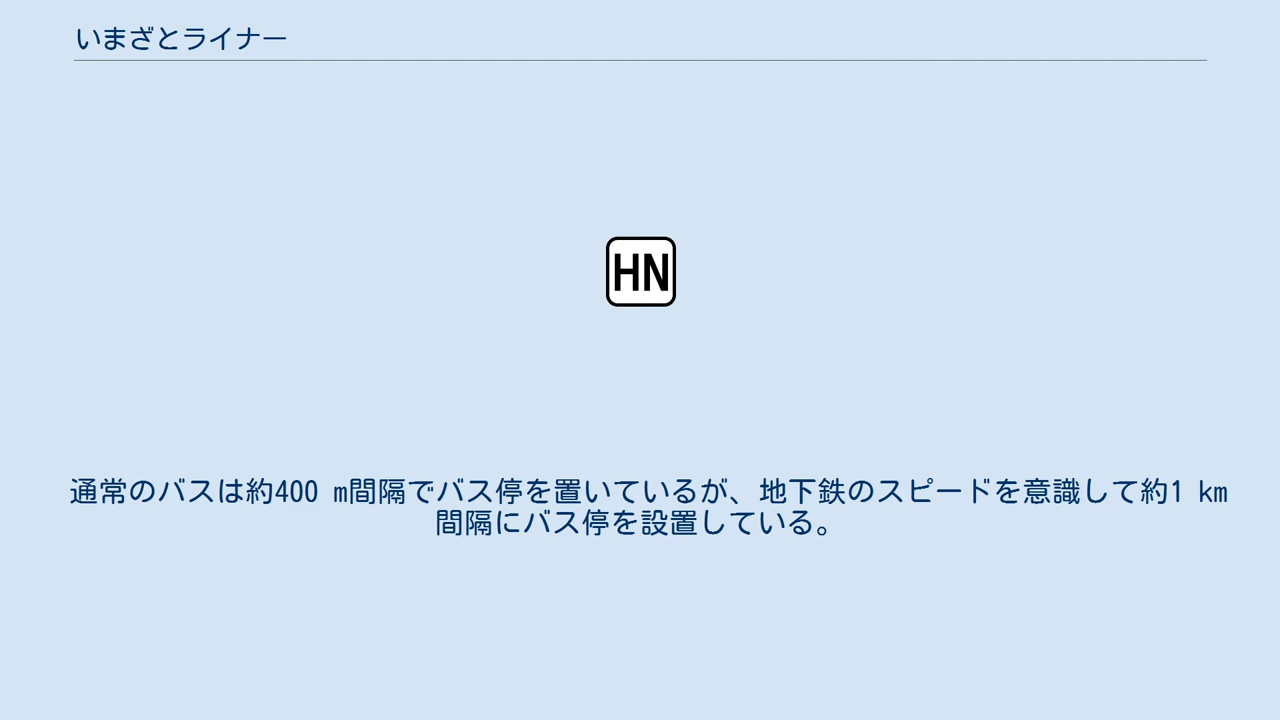 いまざとライナー
HN
通常のバスは約400 m間隔でバス停を置いているが、地下鉄のスピードを意識して約1 km
間隔にバス停を設置している。